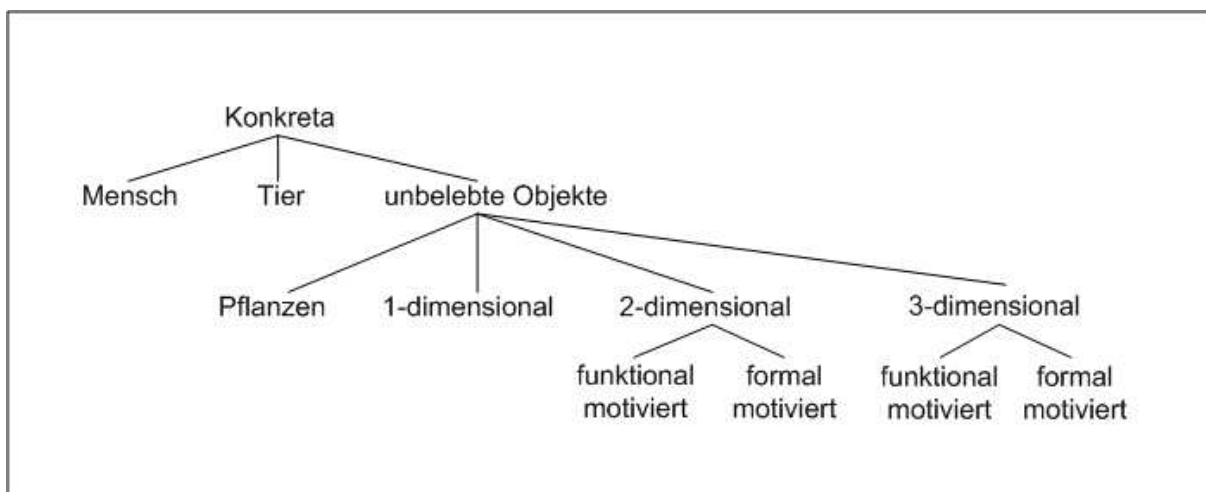 Konkreta
Mensch Tier unbelebte Objekte
Pflanzen 1-dimensional 2-dimensional 3-dimensional
funktional motiviert formal motiviert funktional motiviert formal motiviert